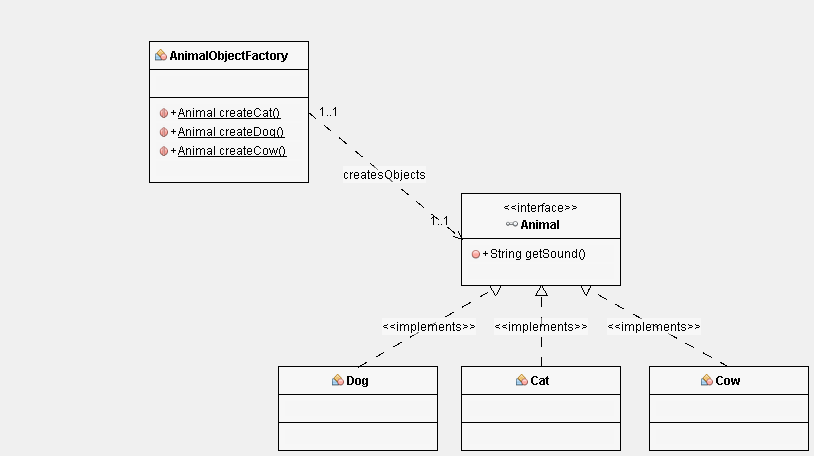 AnimalObjectFactory
+Animal createCat()
+Animal createDog()
+Animal createCow()
1..1
createsObjects
1..1
<<interface>>
Animal
+String getSound()
<<implements>>
<<implements>>
<<implements>>
Dog
Cat
Cow